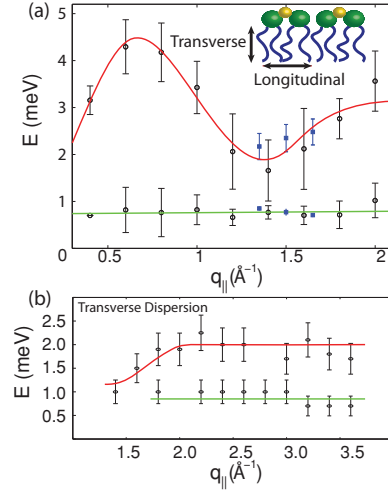 (a)
Transverse
Longitudinal
E (meV)
5
4
3
2
1
0
0.5
1
1.5
2
q||(Å⁻¹)
(b)
Transverse Dispersion
E (meV)
2.5
2.0
1.5
1.0
0.5
1.5
2.0
2.5
3.0
3.5
q||(Å⁻¹)